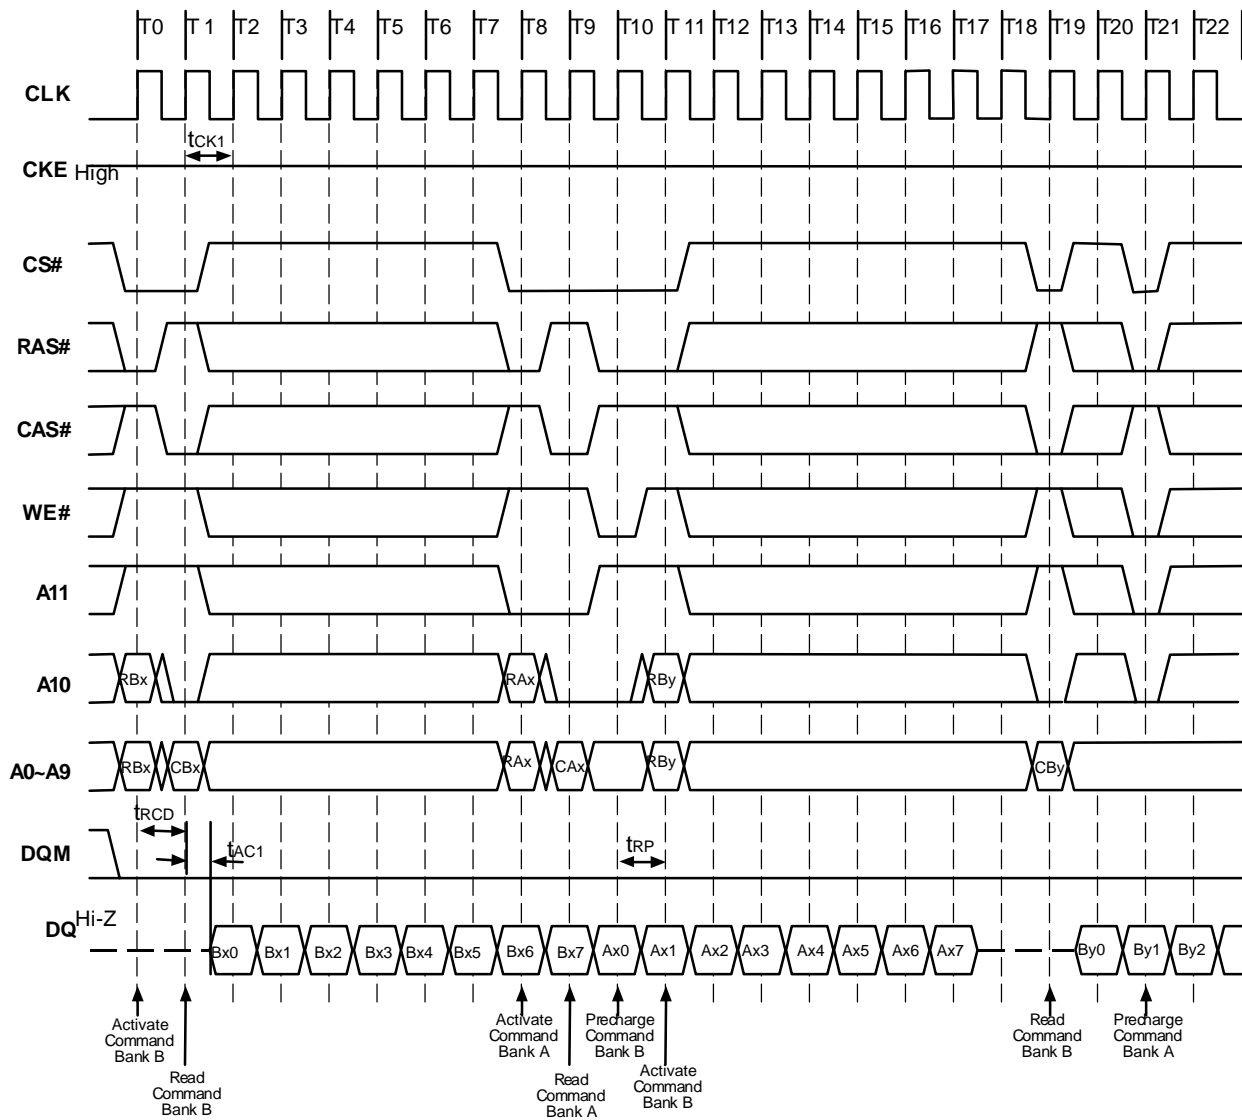 T0 T 1 T2 T3 T4 T5 T6 T7 T8 T9 T10 T 11 T12 T13 T14 T15 T16 T17 T18 T19 T20 T21 T22
CLK
tCK1
CKE High
CS#
RAS#
CAS#
WE#
A11
A10 RBx RAx RBy
A0~A9 RBx CBx RAx CAx RBy CBy
tRCD
DQM tAC1 tRP
DQ Hi-Z
Bx0 Bx1 Bx2 Bx3 Bx4 Bx5 Bx6 Bx7 Ax0 Ax1 Ax2 Ax3 Ax4 Ax5 Ax6 Ax7 By0 By1 By2
Activate
Command
Bank B
Read
Command
Bank B
Activate
Command
Bank A
Read
Command
Bank A
Precharge
Command
Bank B
Activate
Command
Bank B
Read
Command
Bank B
Precharge
Command
Bank A